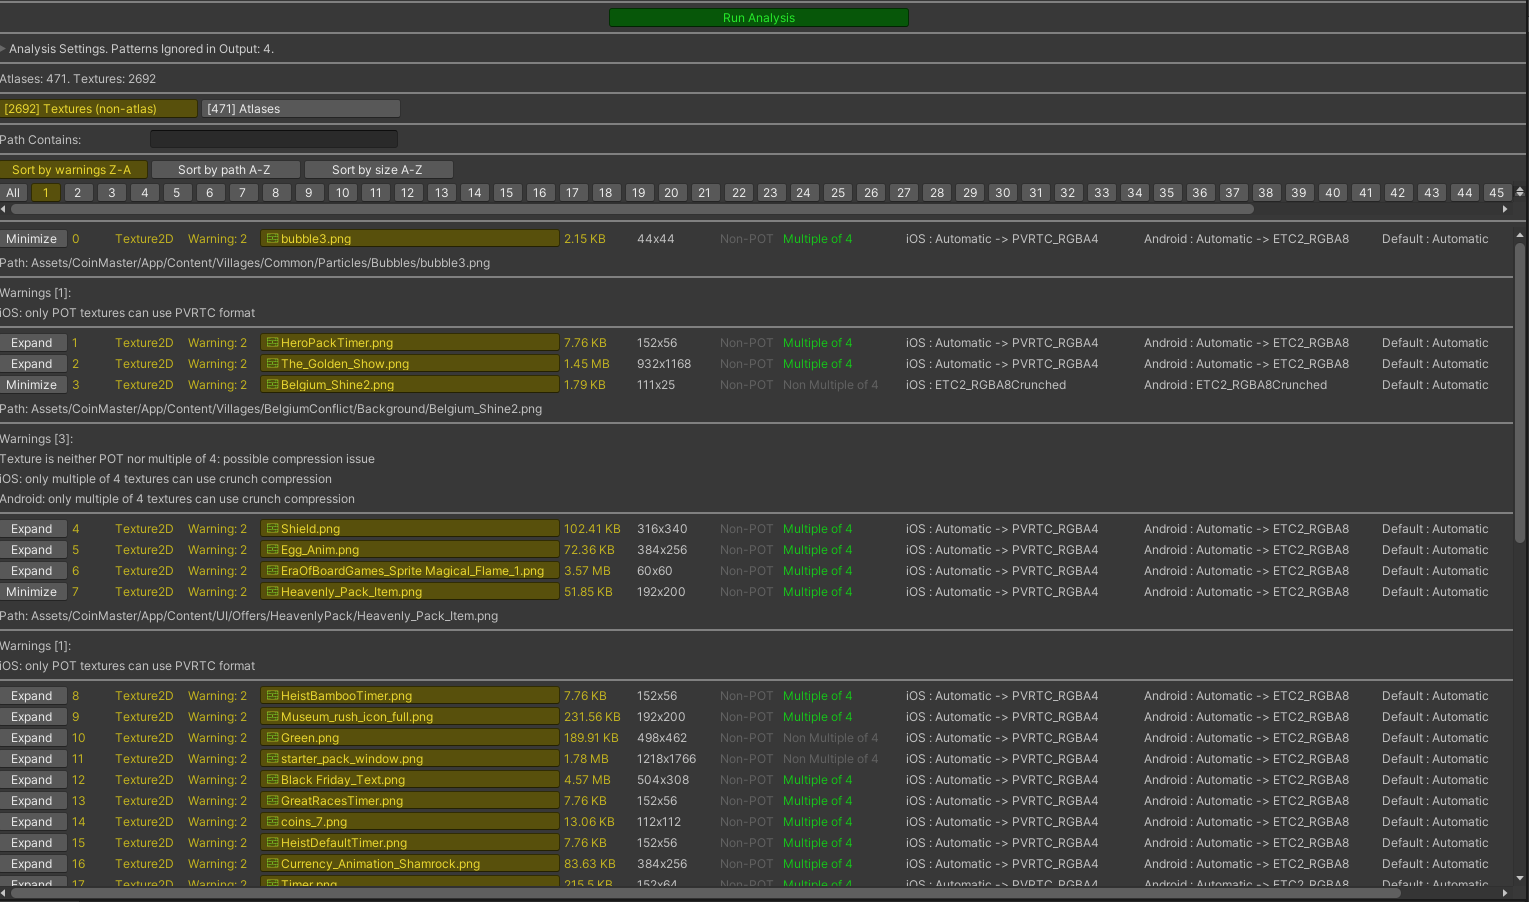 Run Analysis
Analysis Settings. Patterns Ignored in Output: 4.
Atlases: 471. Textures: 2692
[2692] Textures (non-atlas) [471] Atlases
Path Contains:
Sort by warnings Z-A Sort by path A-Z Sort by size A-Z
All 1 2 3 4 5 6 7 8 9 10 11 12 13 14 15 16 17 18 19 20 21 22 23 24 25 26 27 28 29 30 31 32 33 34 35 36 37 38 39 40 41 42 43 44 45
Minimize 0 Texture2D Warning: 2 bubble3.png 2.15 KB 44x44 Non-POT Multiple of 4 iOS : Automatic -> PVRTC_RGBA4 Android : Automatic -> ETC2_RGBA8 Default : Automatic
Path: Assets/CoinMaster/App/Content/Villages/Common/Particles/Bubbles/bubble3.png
Warnings [1]:
iOS: only POT textures can use PVRTC format
Expand 1 Texture2D Warning: 2 HeroPackTimer.png 7.76 KB 152x56 Non-POT Multiple of 4 iOS : Automatic -> PVRTC_RGBA4 Android : Automatic -> ETC2_RGBA8 Default : Automatic
Expand 2 Texture2D Warning: 2 The_Golden_Show.png 1.45 MB 932x1168 Non-POT Multiple of 4 iOS : Automatic -> PVRTC_RGBA4 Android : Automatic -> ETC2_RGBA8 Default : Automatic
Minimize 3 Texture2D Warning: 2 Belgium_Shine2.png 1.79 KB 111x25 Non-POT Non Multiple of 4 iOS : ETC2_RGBA8Crunched Android : ETC2_RGBA8Crunched Default : Automatic
Path: Assets/CoinMaster/App/Content/Villages/BelgiumConflict/Background/Belgium_Shine2.png
Warnings [3]:
Texture is neither POT nor multiple of 4: possible compression issue
iOS: only multiple of 4 textures can use crunch compression
Android: only multiple of 4 textures can use crunch compression
Expand 4 Texture2D Warning: 2 Shield.png 102.41 KB 316x340 Non-POT Multiple of 4 iOS : Automatic -> PVRTC_RGBA4 Android : Automatic -> ETC2_RGBA8 Default : Automatic
Expand 5 Texture2D Warning: 2 Egg_Anim.png 72.36 KB 384x256 Non-POT Multiple of 4 iOS : Automatic -> PVRTC_RGBA4 Android : Automatic -> ETC2_RGBA8 Default : Automatic
Expand 6 Texture2D Warning: 2 EraOfBoardGames_Sprite Magical_Flame_1.png 3.57 MB 60x60 Non-POT Multiple of 4 iOS : Automatic -> PVRTC_RGBA4 Android : Automatic -> ETC2_RGBA8 Default : Automatic
Minimize 7 Texture2D Warning: 2 Heavenly_Pack_Item.png 51.85 KB 192x200 Non-POT Multiple of 4 iOS : Automatic -> PVRTC_RGBA4 Android : Automatic -> ETC2_RGBA8 Default : Automatic
Path: Assets/CoinMaster/App/Content/UI/Offers/HeavenlyPack/Heavenly_Pack_Item.png
Warnings [1]:
iOS: only POT textures can use PVRTC format
Expand 8 Texture2D Warning: 2 HeistBambooTimer.png 7.76 KB 152x56 Non-POT Multiple of 4 iOS : Automatic -> PVRTC_RGBA4 Android : Automatic -> ETC2_RGBA8 Default : Automatic
Expand 9 Texture2D Warning: 2 Museum_rush_icon_full.png 231.56 KB 192x200 Non-POT Multiple of 4 iOS : Automatic -> PVRTC_RGBA4 Android : Automatic -> ETC2_RGBA8 Default : Automatic
Expand 10 Texture2D Warning: 2 Green.png 189.91 KB 498x462 Non-POT Non Multiple of 4 iOS : Automatic -> PVRTC_RGBA4 Android : Automatic -> ETC2_RGBA8 Default : Automatic
Expand 11 Texture2D Warning: 2 starter_pack_window.png 1.78 MB 1218x1766 Non-POT Non Multiple of 4 iOS : Automatic -> PVRTC_RGBA4 Android : Automatic -> ETC2_RGBA8 Default : Automatic
Expand 12 Texture2D Warning: 2 Black Friday_Text.png 4.57 MB 504x308 Non-POT Multiple of 4 iOS : Automatic -> PVRTC_RGBA4 Android : Automatic -> ETC2_RGBA8 Default : Automatic
Expand 13 Texture2D Warning: 2 GreatRacesTimer.png 7.76 KB 152x56 Non-POT Multiple of 4 iOS : Automatic -> PVRTC_RGBA4 Android : Automatic -> ETC2_RGBA8 Default : Automatic
Expand 14 Texture2D Warning: 2 coins_7.png 13.06 KB 112x112 Non-POT Multiple of 4 iOS : Automatic -> PVRTC_RGBA4 Android : Automatic -> ETC2_RGBA8 Default : Automatic
Expand 15 Texture2D Warning: 2 HeistDefaultTimer.png 7.76 KB 152x56 Non-POT Multiple of 4 iOS : Automatic -> PVRTC_RGBA4 Android : Automatic -> ETC2_RGBA8 Default : Automatic
Expand 16 Texture2D Warning: 2 Currency_Animation_Shamrock.png 83.63 KB 384x256 Non-POT Multiple of 4 iOS : Automatic -> PVRTC_RGBA4 Android : Automatic -> ETC2_RGBA8 Default : Automatic
Expand 17 Texture2D Warning: 2 Timer.png 215.5 KB 152x64 Non-POT Multiple of 4 iOS : Automatic -> PVRTC_RGBA4 Android : Automatic -> ETC2_RGBA8 Default : Automatic